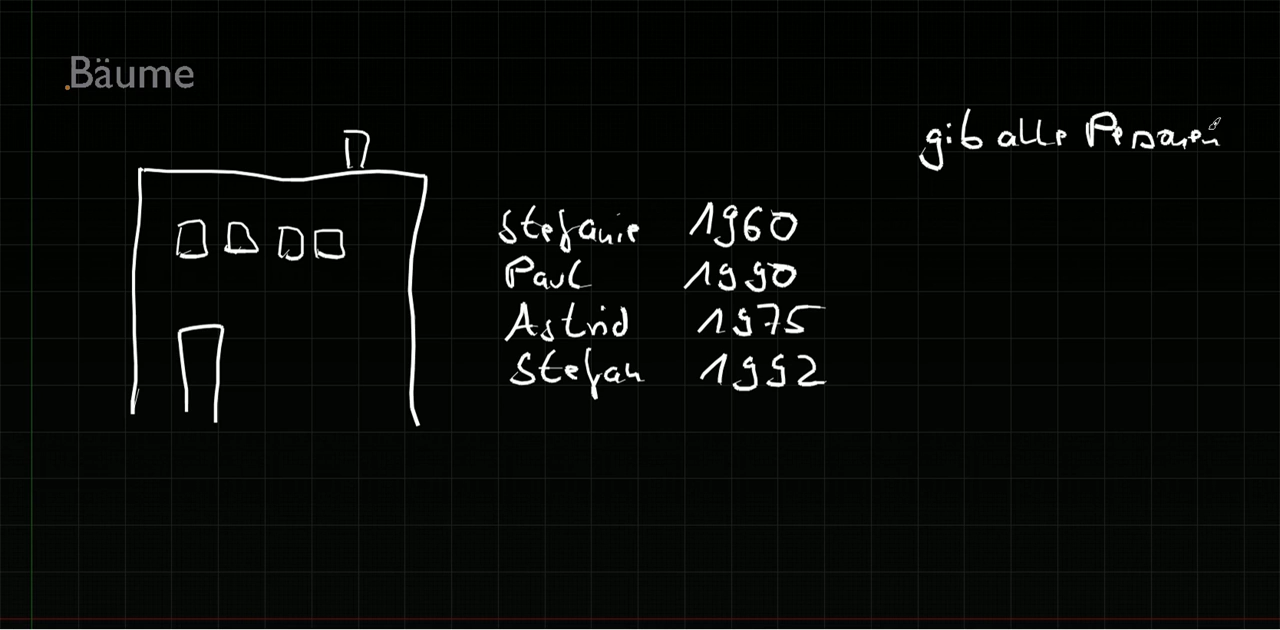 Bäume
gib alle Personen
Stefanie 1960
Paul 1990
Astrid 1975
Stefan 1992